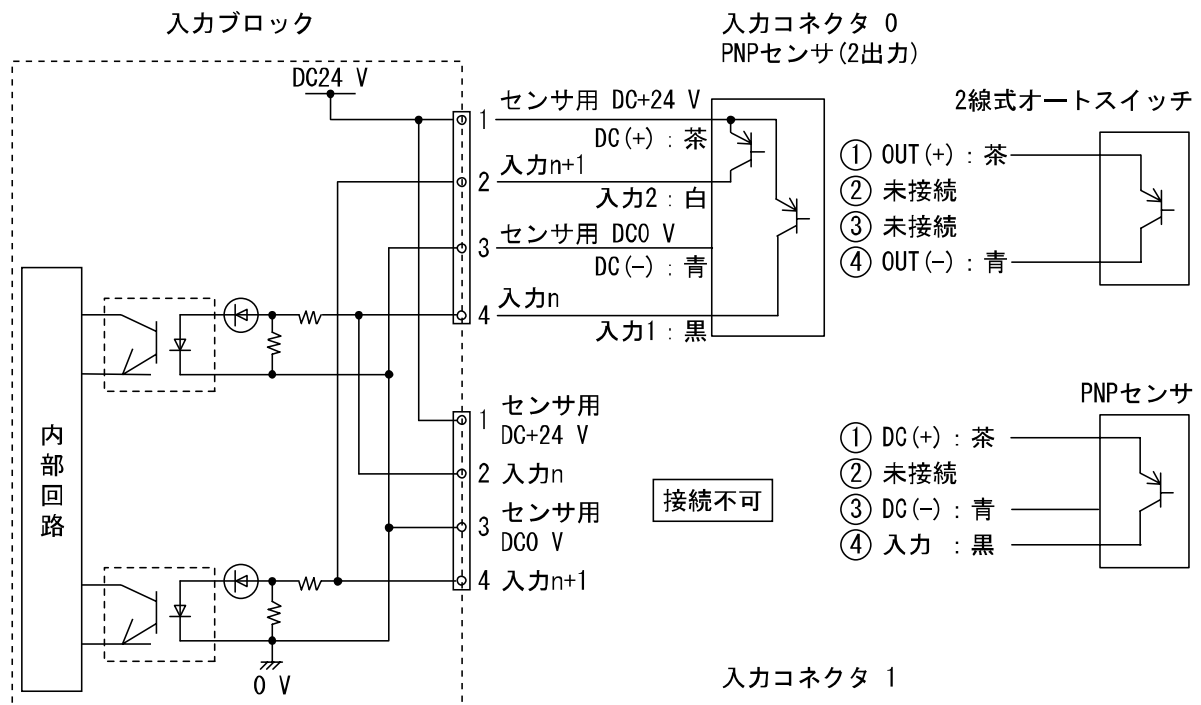 入力ブロック
入力コネクタ 0
PNPセンサ(2出力)
DC24 V
1
センサ用 DC+24 V
DC(+) : 茶
2
入力n+1
入力2 : 白
3
センサ用 DC0 V
DC(-) : 青
4
入力n
入力1 : 黒
2線式オートスイッチ
① OUT(+) : 茶
② 未接続
③ 未接続
④ OUT(-) : 青
内部回路
1 センサ用
DC+24 V
2 入力n
3 センサ用
DC0 V
4 入力n+1
接続不可
PNPセンサ
① DC(+) : 茶
② 未接続
③ DC(-) : 青
④ 入力 : 黒
0 V
入力コネクタ 1